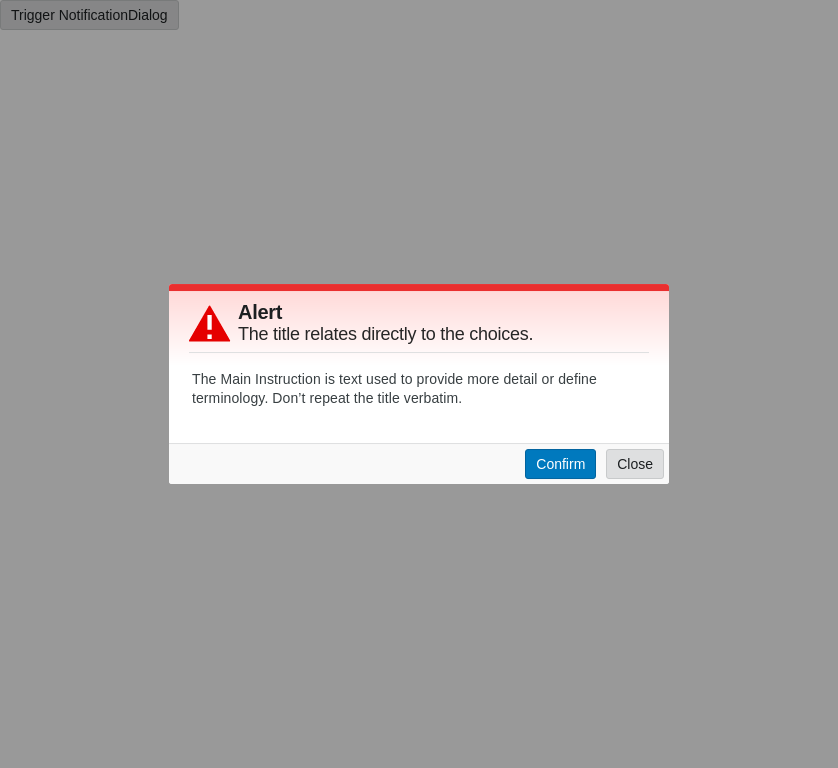 Trigger NotificationDialog
Alert
The title relates directly to the choices.
The Main Instruction is text used to provide more detail or define
terminology. Don’t repeat the title verbatim.
Confirm Close